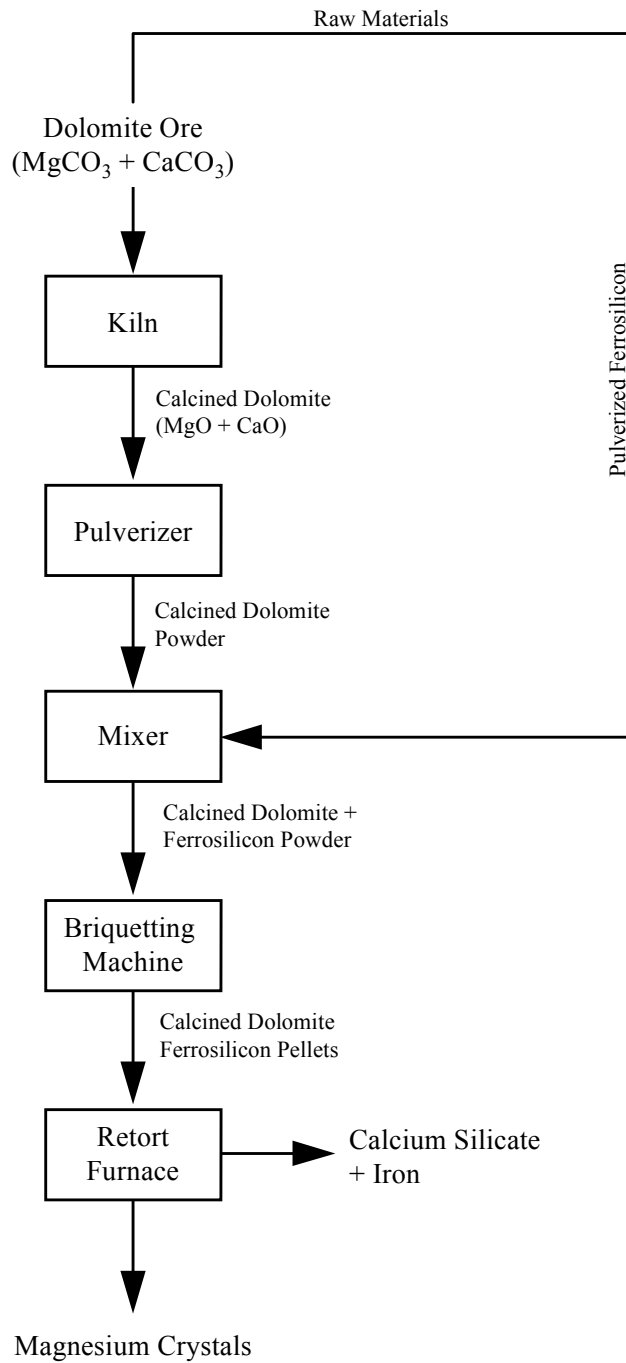 Raw Materials
Dolomite Ore
(MgCO₃ + CaCO₃)
Kiln
Pulverized Ferrosilicon
Calcined Dolomite
(MgO + CaO)
Pulverizer
Calcined Dolomite
Powder
Mixer
Calcined Dolomite +
Ferrosilicon Powder
Briquetting
Machine
Calcined Dolomite
Ferrosilicon Pellets
Retort
Furnace
Calcium Silicate
+ Iron
Magnesium Crystals